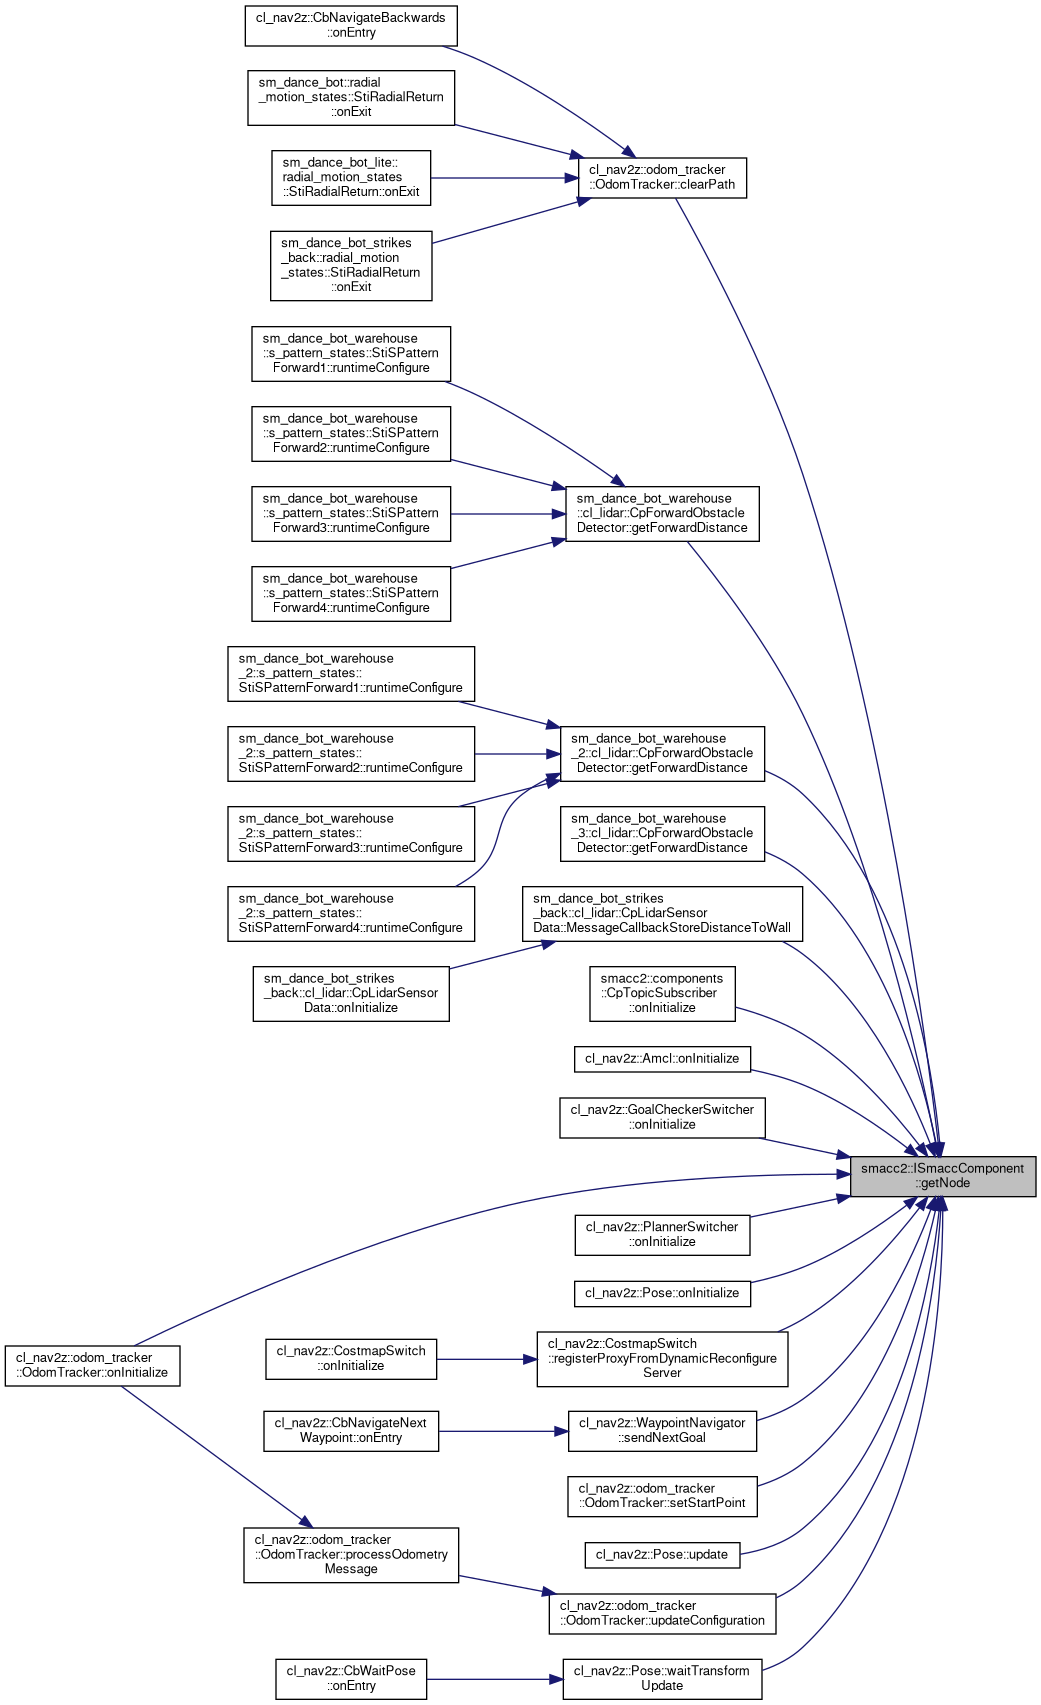 cl_nav2z::CbNavigateBackwards
::onEntry
sm_dance_bot::radial
_motion_states::StiRadialReturn
::onExit
sm_dance_bot_lite::
radial_motion_states
::StiRadialReturn::onExit
cl_nav2z::odom_tracker
::OdomTracker::clearPath
sm_dance_bot_strikes
_back::radial_motion
_states::StiRadialReturn
::onExit
sm_dance_bot_warehouse
::s_pattern_states::StiSPattern
Forward1::runtimeConfigure
sm_dance_bot_warehouse
::s_pattern_states::StiSPattern
Forward2::runtimeConfigure
sm_dance_bot_warehouse
::s_pattern_states::StiSPattern
Forward3::runtimeConfigure
sm_dance_bot_warehouse
::cl_lidar::CpForwardObstacle
Detector::getForwardDistance
sm_dance_bot_warehouse
::s_pattern_states::StiSPattern
Forward4::runtimeConfigure
sm_dance_bot_warehouse
_2::s_pattern_states::
StiSPatternForward1::runtimeConfigure
sm_dance_bot_warehouse
_2::s_pattern_states::
StiSPatternForward2::runtimeConfigure
sm_dance_bot_warehouse
_2::cl_lidar::CpForwardObstacle
Detector::getForwardDistance
sm_dance_bot_warehouse
_2::s_pattern_states::
StiSPatternForward3::runtimeConfigure
sm_dance_bot_warehouse
_3::cl_lidar::CpForwardObstacle
Detector::getForwardDistance
sm_dance_bot_warehouse
_2::s_pattern_states::
StiSPatternForward4::runtimeConfigure
sm_dance_bot_strikes
_back::cl_lidar::CpLidarSensor
Data::MessageCallbackStoreDistanceToWall
sm_dance_bot_strikes
_back::cl_lidar::CpLidarSensor
Data::onInitialize
smacc2::components
::CpTopicSubscriber
::onInitialize
cl_nav2z::Amcl::onInitialize
cl_nav2z::GoalCheckerSwitcher
::onInitialize
smacc2::ISmaccComponent
::getNode
cl_nav2z::PlannerSwitcher
::onInitialize
cl_nav2z::Pose::onInitialize
cl_nav2z::odom_tracker
::OdomTracker::onInitialize
cl_nav2z::CostmapSwitch
::onInitialize
cl_nav2z::CostmapSwitch
::registerProxyFromDynamicReconfigure
Server
cl_nav2z::CbNavigateNext
Waypoint::onEntry
cl_nav2z::WaypointNavigator
::sendNextGoal
cl_nav2z::odom_tracker
::OdomTracker::setStartPoint
cl_nav2z::odom_tracker
::OdomTracker::processOdometry
Message
cl_nav2z::Pose::update
cl_nav2z::odom_tracker
::OdomTracker::updateConfiguration
cl_nav2z::CbWaitPose
::onEntry
cl_nav2z::Pose::waitTransform
Update